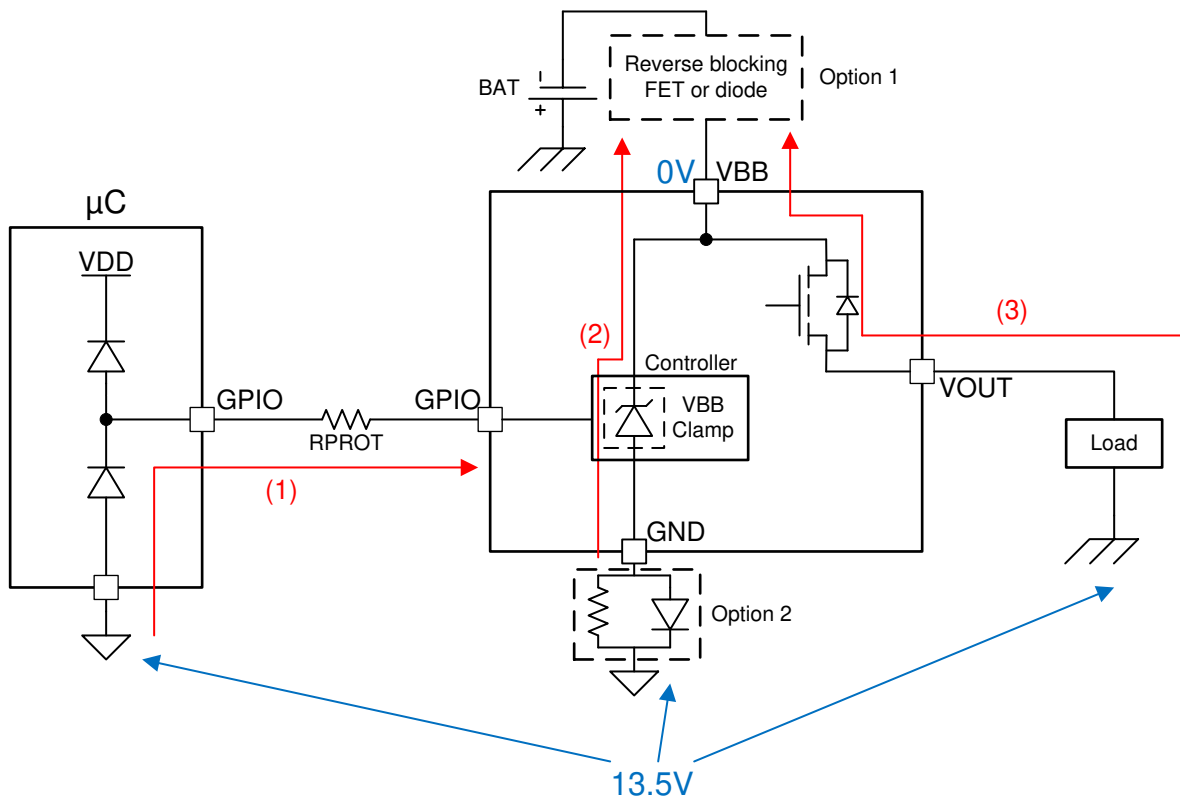 Reverse blocking
FET or diode
Option 1
BAT
-
+
0V
VBB
µC
VDD
(2)
(3)
Controller
GPIO
GPIO
VBB
Clamp
VOUT
RPROT
Load
(1)
GND
Option 2
13.5V